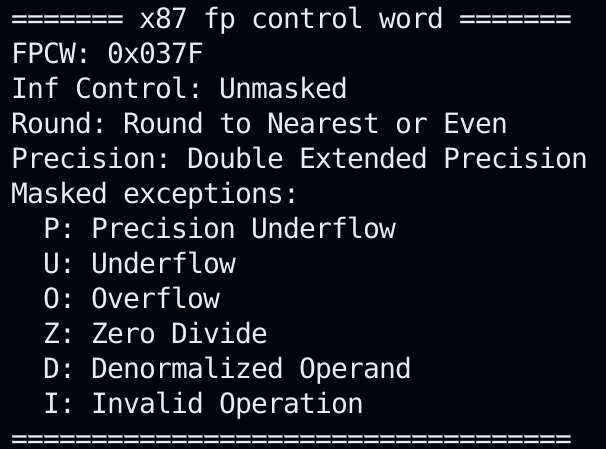 ======= x87 fp control word =======
FPCW: 0x037F
Inf Control: Unmasked
Round: Round to Nearest or Even
Precision: Double Extended Precision
Masked exceptions:
  P: Precision Underflow
  U: Underflow
  O: Overflow
  Z: Zero Divide
  D: Denormalized Operand
  I: Invalid Operation
===================================